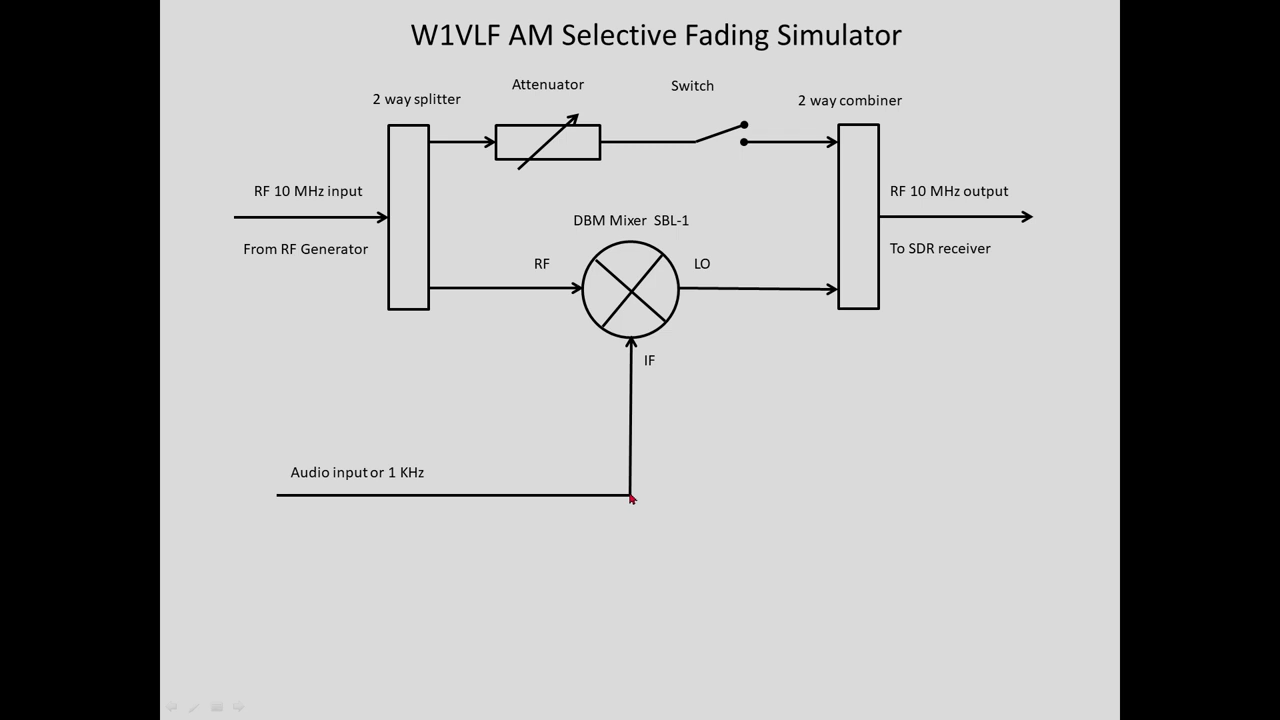 W1VLF AM Selective Fading Simulator
Attenuator
Switch
2 way splitter
2 way combiner
RF 10 MHz input
RF 10 MHz output
DBM Mixer SBL-1
From RF Generator
To SDR receiver
RF
LO
IF
Audio input or 1 KHz